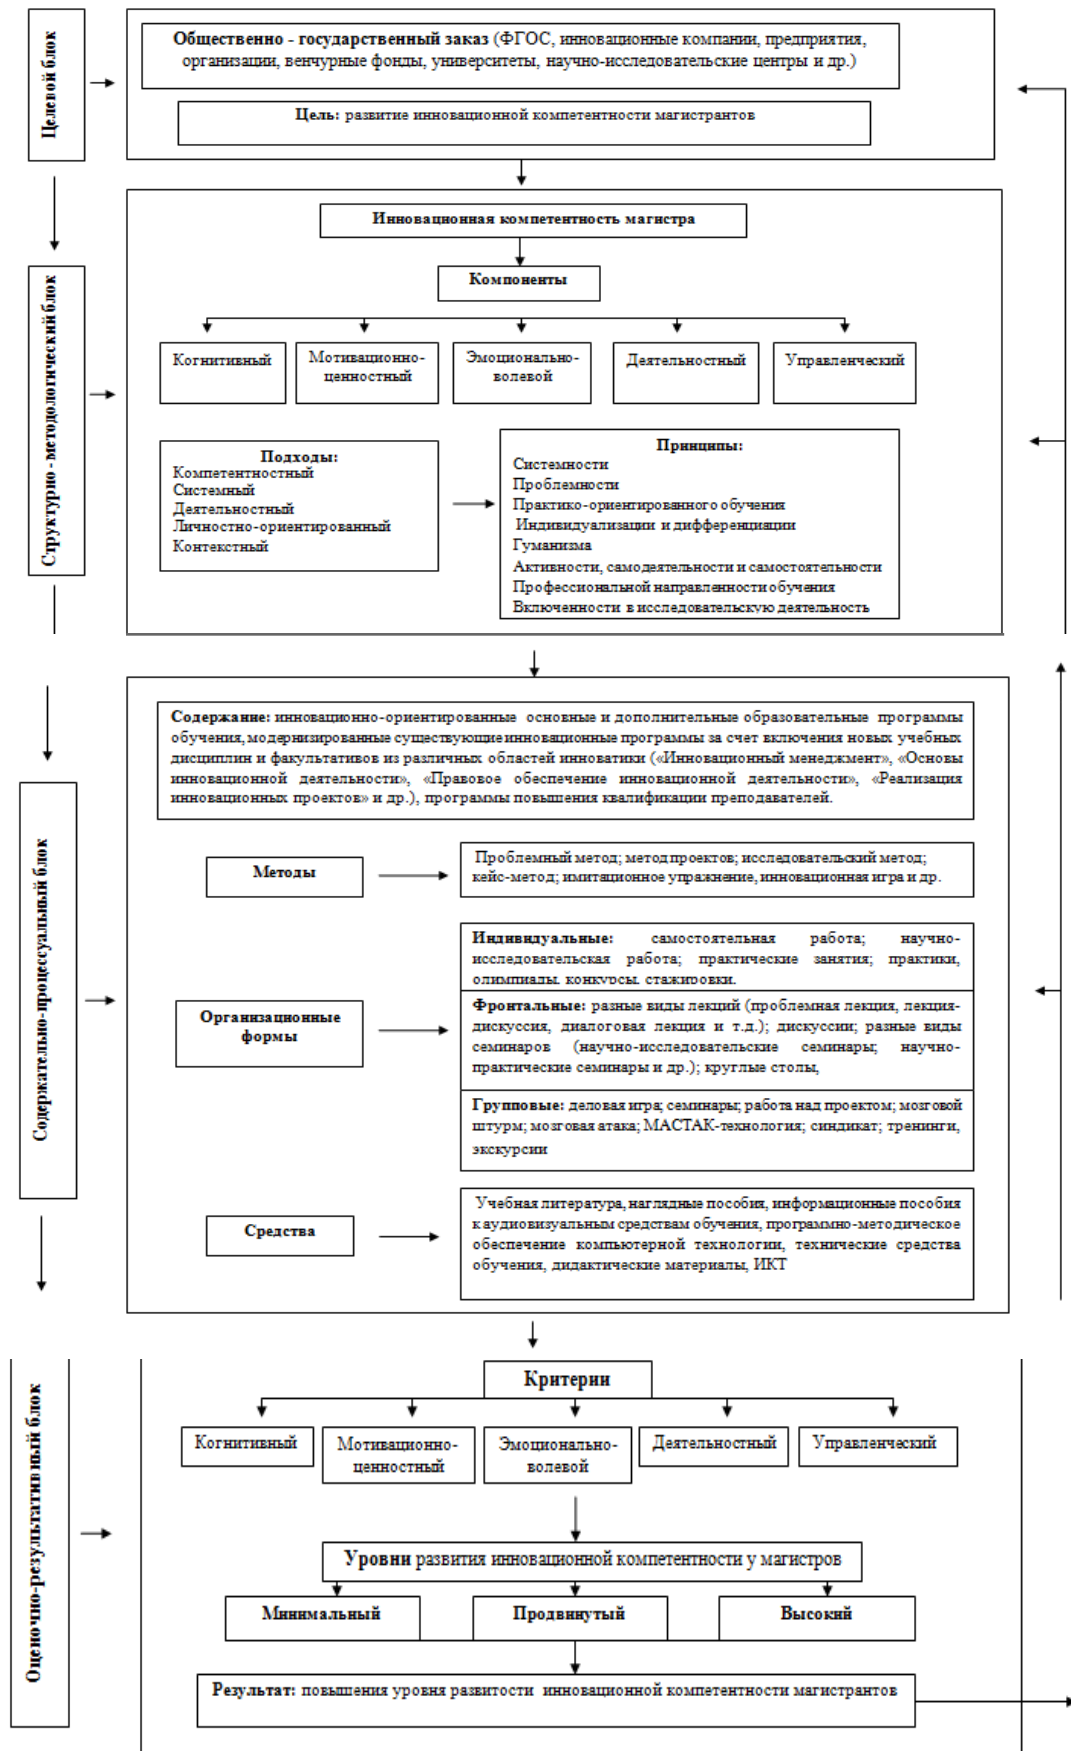 Целевой блок
Общественно - государственный заказ (ФГОС, инновационные компании, предприятия,
организации, венчурные фонды, университеты, научно-исследовательские центры и др.)
Цель: развитие инновационной компетентности магистрантов
Структурно - методологический блок
Инновационная компетентность магистра
Компоненты
Когнитивный
Мотивационно-
ценностный
Эмоционально-
волевой
Деятельностный
Управленческий
Подходы:
Компетентностный
Системный
Деятельностный
Личностно-ориентированный
Контекстный
Принципы:
Системности
Проблемности
Практико-ориентированного обучения
Индивидуализации и дифференциации
Гуманизма
Активности, самодеятельности и самостоятельности
Профессиональной направленности обучения
Включенности в исследовательскую деятельность
Содержательно-процессуальный блок
Содержание: инновационно-ориентированные основные и дополнительные образовательные программы
обучения, модернизированные существующие инновационные программы за счет включения новых учебных
дисциплин и факультативов из различных областей инноватики («Инновационный менеджмент», «Основы
инновационной деятельности», «Правовое обеспечение инновационной деятельности», «Реализация
инновационных проектов» и др.), программы повышения квалификации преподавателей.
Методы
Проблемный метод; метод проектов; исследовательский метод;
кейс-метод; имитационное упражнение, инновационная игра и др.
Организационные
формы
Индивидуальные: самостоятельная работа; научно-
исследовательская работа; практические занятия; практики,
олимпиады, конкурсы, стажировки.
Фронтальные: разные виды лекций (проблемная лекция, лекция-
дискуссия, диалоговая лекция и т.д.); дискуссии; разные виды
семинаров (научно-исследовательские семинары; научно-
практические семинары и др.); круглые столы,
Групповые: деловая игра; семинары; работа над проектом; мозговой
штурм; мозговая атака; МАСТАК-технология; синдикат; тренинги,
экскурсии
Средства
Учебная литература, наглядные пособия, информационные пособия
к аудиовизуальным средствам обучения, программно-методическое
обеспечение компьютерной технологии, технические средства
обучения, дидактические материалы, ИКТ
Оценочно-результативный блок
Критерии
Когнитивный
Мотивационно-
ценностный
Эмоционально-
волевой
Деятельностный
Управленческий
Уровни развития инновационной компетентности у магистров
Минимальный
Продвинутый
Высокий
Результат: повышения уровня развитости инновационной компетентности магистрантов